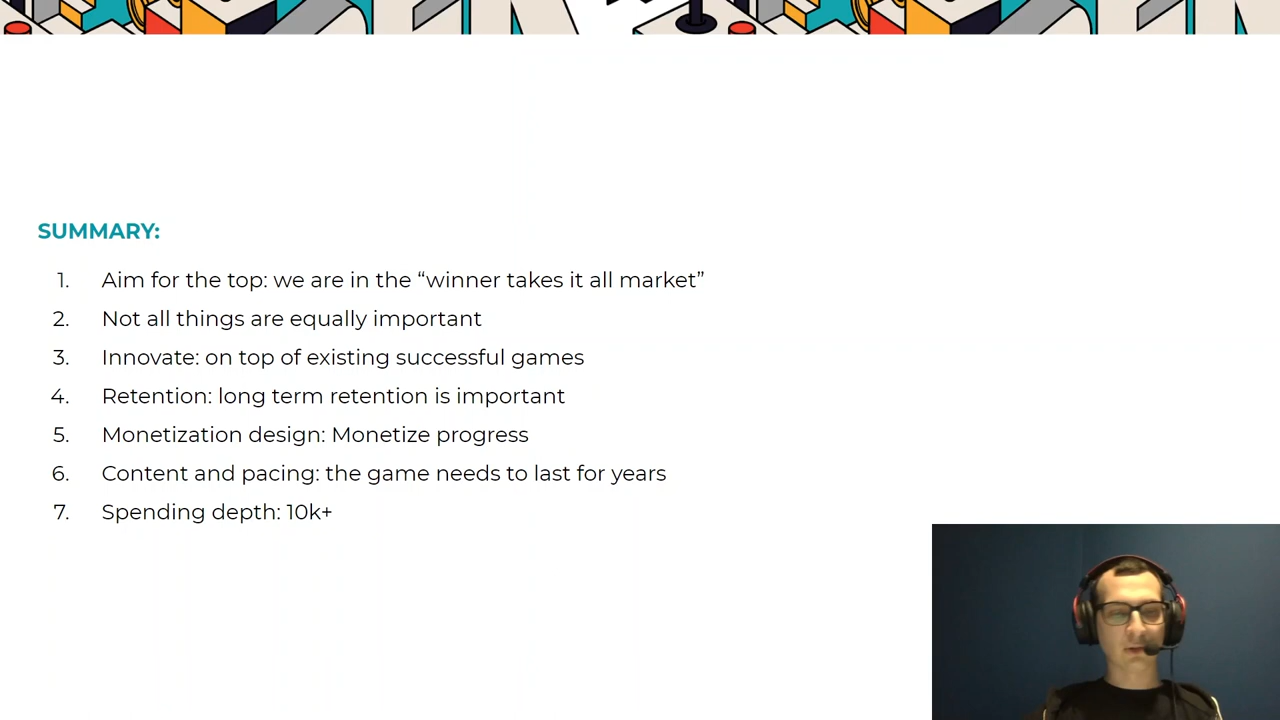 SUMMARY:
1. Aim for the top: we are in the “winner takes it all market”
2. Not all things are equally important
3. Innovate: on top of existing successful games
4. Retention: long term retention is important
5. Monetization design: Monetize progress
6. Content and pacing: the game needs to last for years
7. Spending depth: 10k+